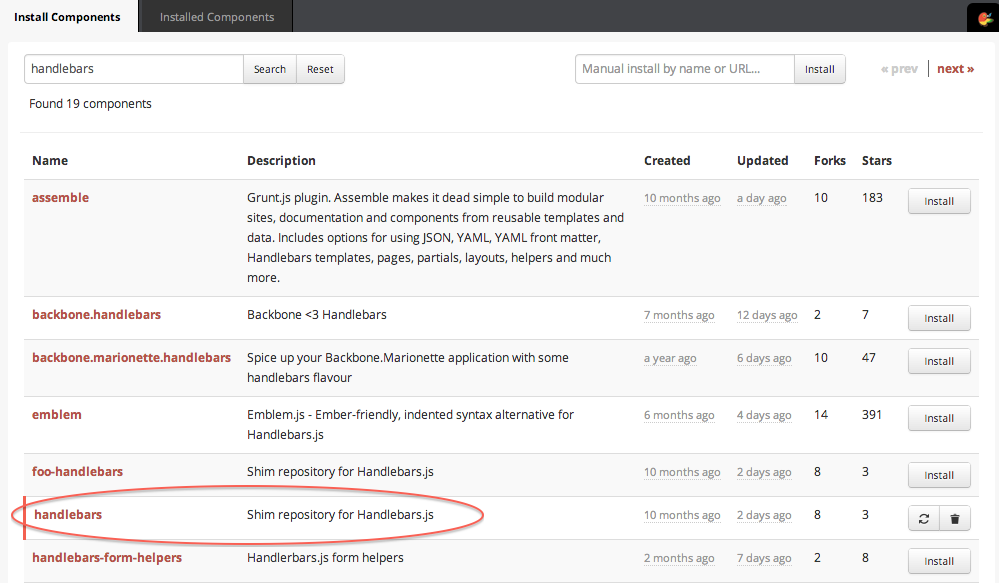 Install Components Installed Components
handlebars Search Reset Manual install by name or URL... Install « prev next »
Found 19 components
Name Description Created Updated Forks Stars
assemble Grunt.js plugin. Assemble makes it dead simple to build modular 10 months ago a day ago 10 183 Install
sites, documentation and components from reusable templates and
data. Includes options for using JSON, YAML, YAML front matter,
Handlebars templates, pages, partials, layouts, helpers and much
more.
backbone.handlebars Backbone <3 Handlebars 7 months ago 12 days ago 2 7 Install
backbone.marionette.handlebars Spice up your Backbone.Marionette application with some a year ago 6 days ago 10 47 Install
handlebars flavour
emblem Emblem.js - Ember-friendly, indented syntax alternative for 6 months ago 4 days ago 14 391 Install
Handlebars.js
foo-handlebars Shim repository for Handlebars.js 10 months ago 2 days ago 8 3 Install
handlebars Shim repository for Handlebars.js 10 months ago 2 days ago 8 3
handlebars-form-helpers Handlerbars.js form helpers 2 months ago 7 days ago 2 8 Install